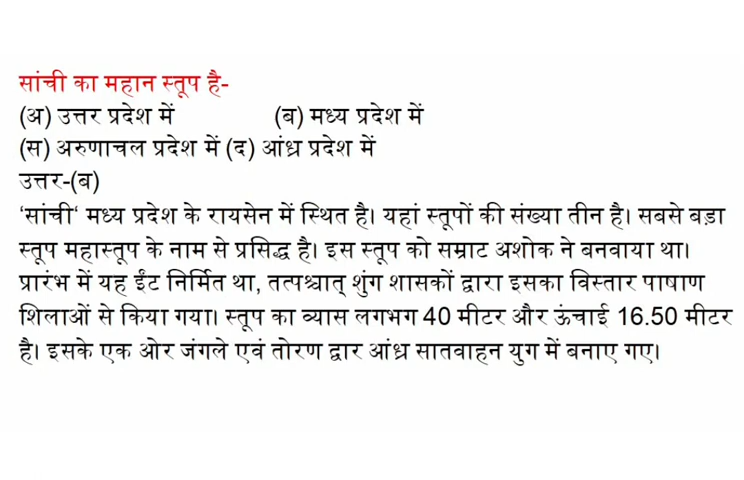 सांची का महान स्तूप है-
(अ) उत्तर प्रदेश में (ब) मध्य प्रदेश में
(स) अरुणाचल प्रदेश में (द) आंध्र प्रदेश में
उत्तर-(ब)
‘सांची‘ मध्य प्रदेश के रायसेन में स्थित है। यहां स्तूपों की संख्या तीन है। सबसे बड़ा
स्तूप महास्तूप के नाम से प्रसिद्ध है। इस स्तूप को सम्राट अशोक ने बनवाया था।
प्रारंभ में यह ईंट निर्मित था, तत्पश्चात् शुंग शासकों द्वारा इसका विस्तार पाषाण
शिलाओं से किया गया। स्तूप का व्यास लगभग 40 मीटर और ऊंचाई 16.50 मीटर
है। इसके एक ओर जंगले एवं तोरण द्वार आंध्र सातवाहन युग में बनाए गए।